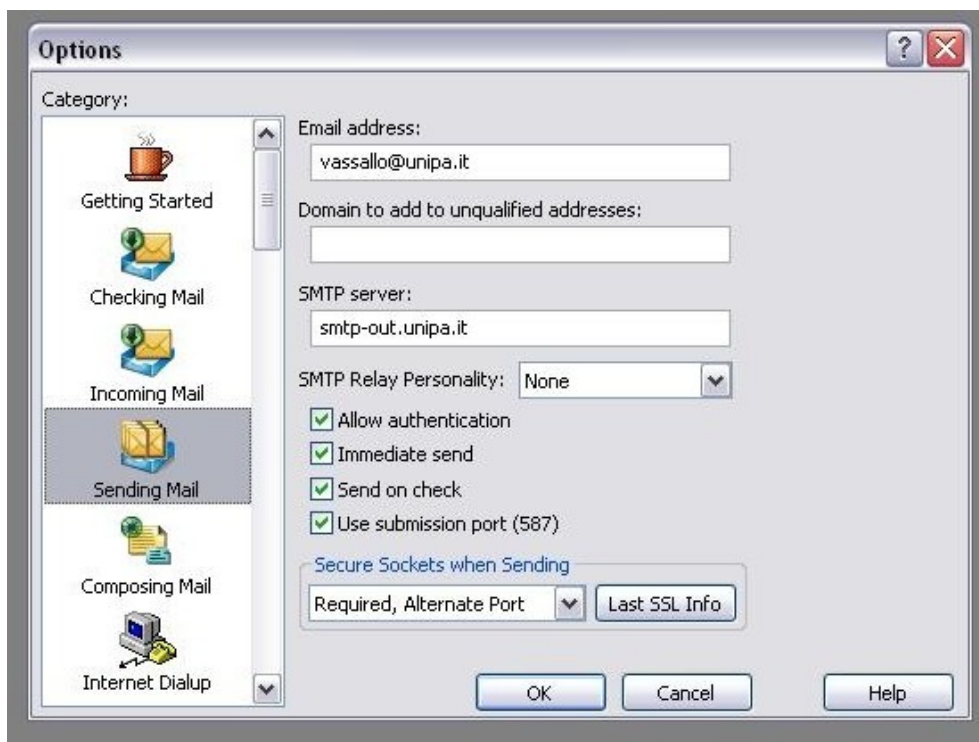 Options
Category:
Getting Started
Checking Mail
Incoming Mail
Sending Mail
Composing Mail
Internet Dialup
Email address:
vassallo@unipa.it
Domain to add to unqualified addresses:
SMTP server:
smtp-out.unipa.it
SMTP Relay Personality: None
Allow authentication
Immediate send
Send on check
Use submission port (587)
Secure Sockets when Sending
Required, Alternate Port Last SSL Info
OK Cancel Help